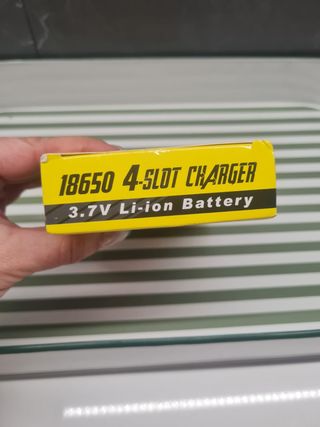 18650 4-SLOT CHARGER
3.7V Li-ion Battery